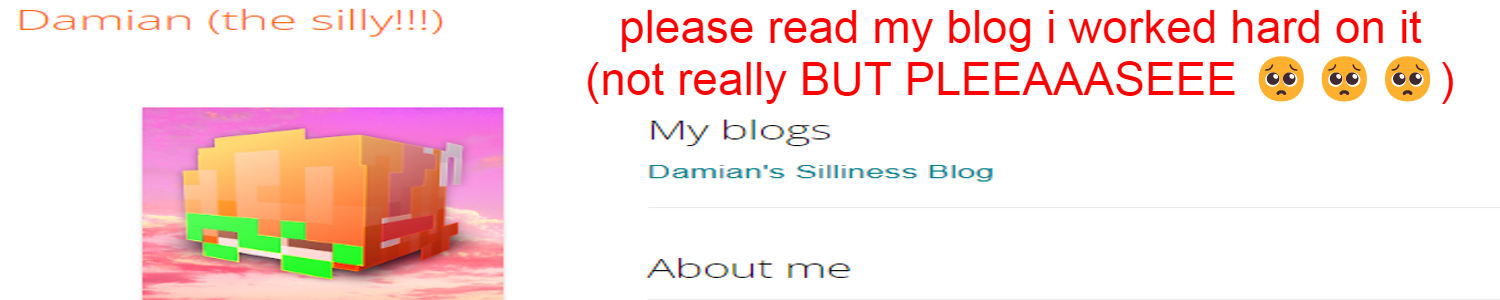 Damian (the silly!!!)
please read my blog i worked hard on it
(not really BUT PLEEAAASEEE 🥺 🥺 🥺 )
My blogs
Damian's Silliness Blog
About me